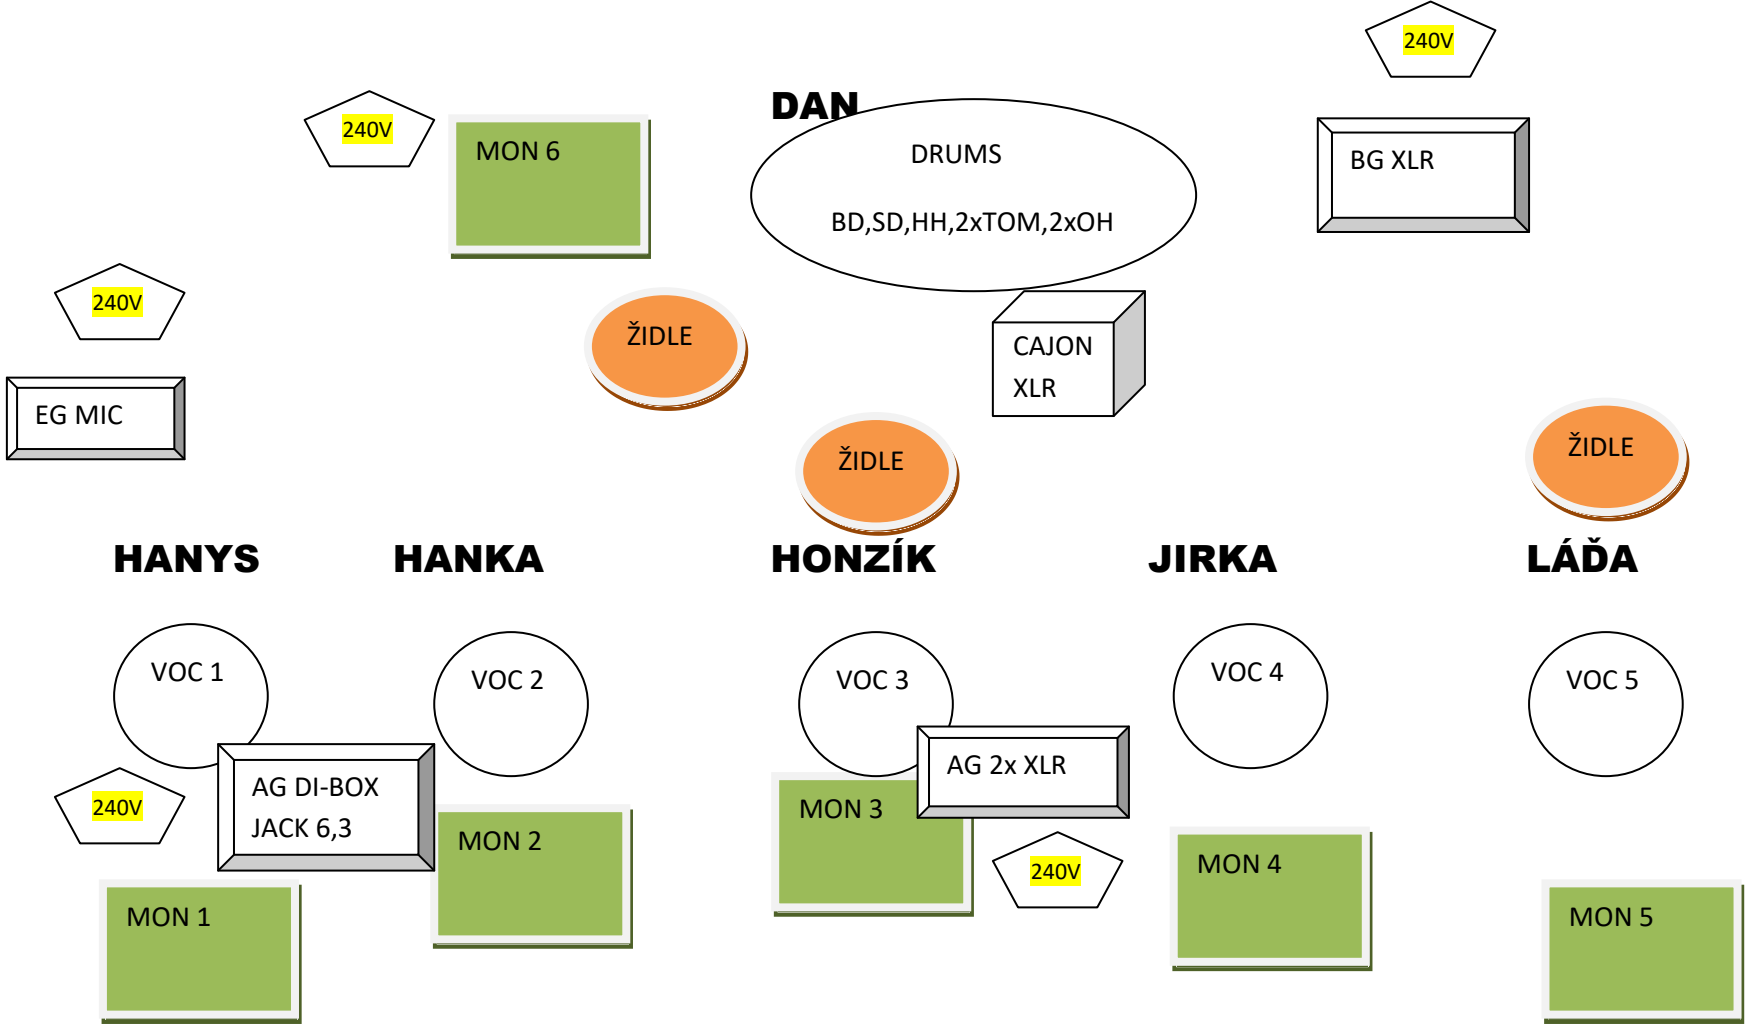 240V
DAN
240V
MON 6
DRUMS
BG XLR
BD,SD,HH,2xTOM,2xOH
240V
ŽIDLE
CAJON
XLR
EG MIC
ŽIDLE
ŽIDLE
HANYS
HANKA
HONZÍK
JIRKA
LÁĎA
VOC 1
VOC 2
VOC 3
VOC 4
VOC 5
240V
AG DI-BOX
JACK 6,3
MON 2
MON 3
AG 2x XLR
240V
MON 4
MON 1
MON 5